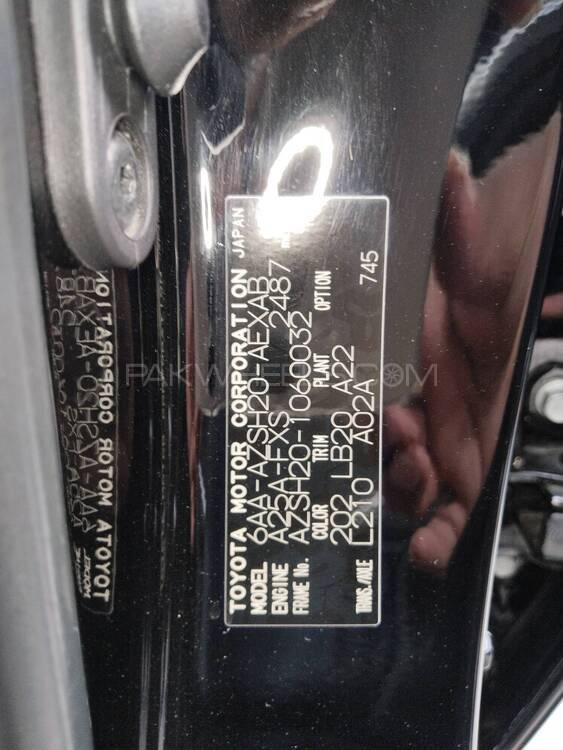 TOYOTA MOTOR CORPORATION JAPAN
MODEL 6AA-AZSH20-AEXAB
ENGINE A25A-FXS 2487
FRAME No. AZSH20-1060032
COLOR TRIM PLANT OPTION
202 LB20 A22
TRANS./AXLE L210 A02A 745